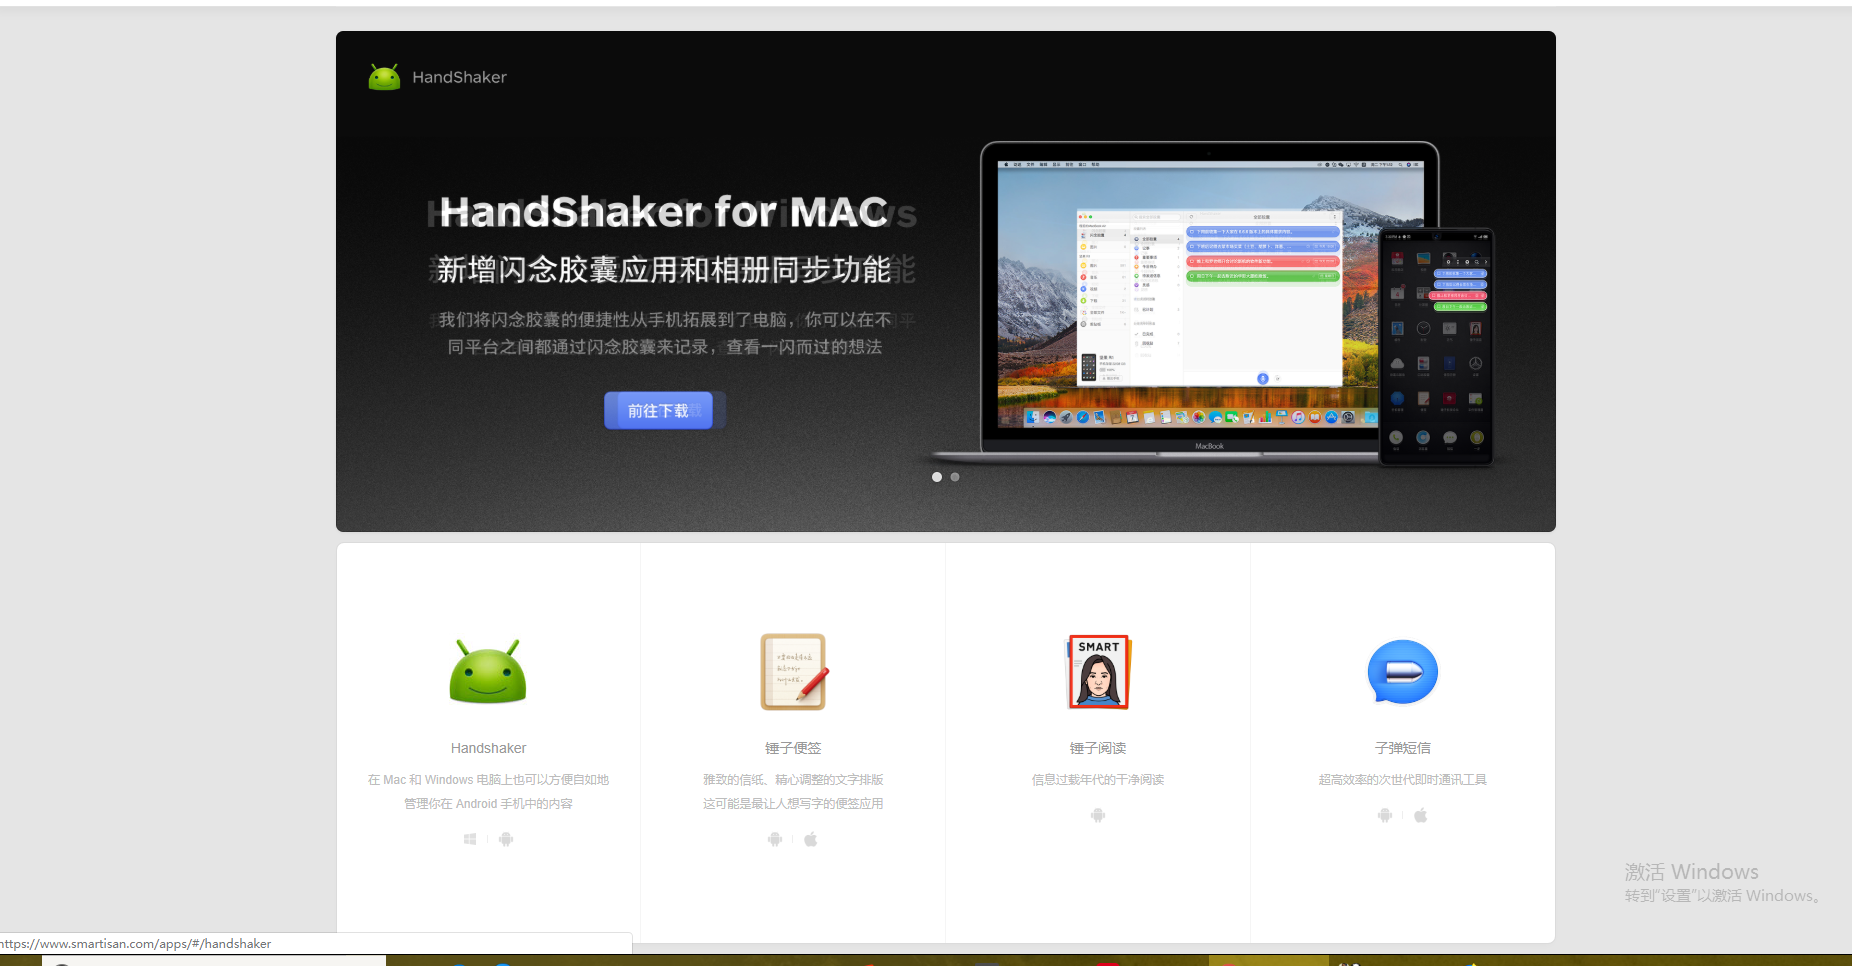 HandShaker
HandShaker for MAC
新增闪念胶囊应用和相册同步功能
我们将闪念胶囊的便捷性从手机拓展到了电脑，你可以在不
同平台之间都通过闪念胶囊来记录，查看一闪而过的想法
前往下载
MacBook
SMART
Handshaker
在 Mac 和 Windows 电脑上也可以方便自如地
管理你在 Android 手机中的内容
锤子便签
雅致的信纸、精心调整的文字排版
这可能是最让人想写字的便签应用
锤子阅读
信息过载年代的干净阅读
子弹短信
超高效率的次世代即时通讯工具
激活 Windows
转到“设置”以激活 Windows。
https://www.smartisan.com/apps/#/handshaker